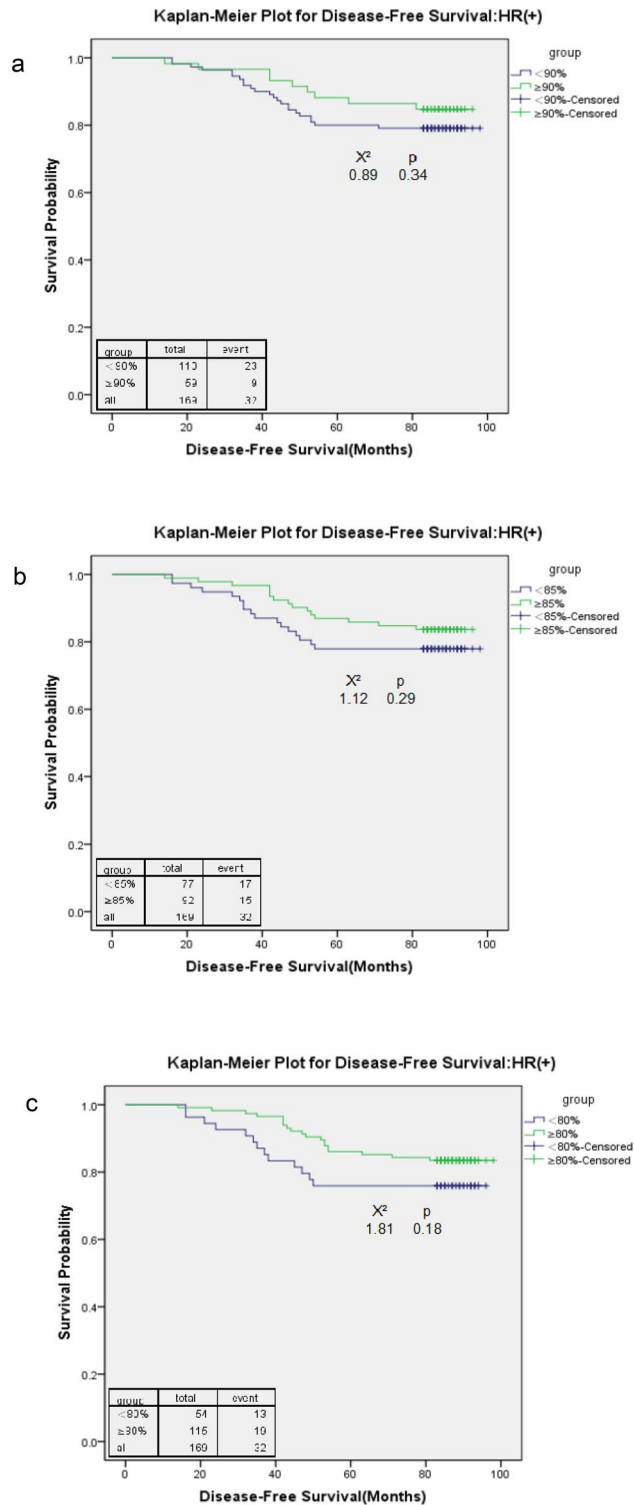 Kaplan-Meier Plot for Disease-Free Survival:HR(+)
a
group
<90%
≥90%
<90%-Censored
≥90%-Censored
1.0
0.8
0.6
0.4
0.2
0.0
Survival Probability
X² p
0.89 0.34
group total event
<90% 110 23
≥90% 59 9
all 169 32
0 20 40 60 80 100
Disease-Free Survival(Months)
Kaplan-Meier Plot for Disease-Free Survival:HR(+)
b
group
<85%
≥85%
<85%-Censored
≥85%-Censored
1.0
0.8
0.6
0.4
0.2
0.0
Survival Probability
X² p
1.12 0.29
group total event
<85% 77 17
≥85% 92 15
all 169 32
0 20 40 60 80 100
Disease-Free Survival(Months)
Kaplan-Meier Plot for Disease-Free Survival:HR(+)
c
group
<80%
≥80%
<80%-Censored
≥80%-Censored
1.0
0.8
0.6
0.4
0.2
0.0
Survival Probability
X² p
1.81 0.18
group total event
<80% 54 13
≥80% 115 19
al 169 32
0 20 40 60 80 100
Disease-Free Survival(Months)